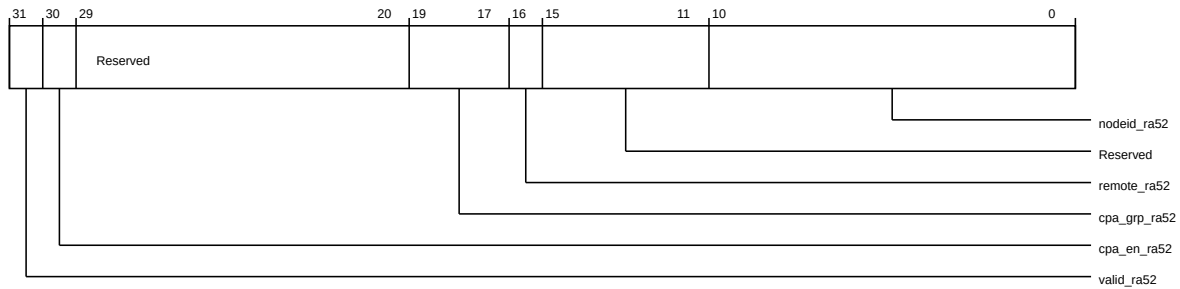 31 30 29 20 19 17 16 15 11 10 0
Reserved
nodeid_ra52
Reserved
remote_ra52
cpa_grp_ra52
cpa_en_ra52
valid_ra52